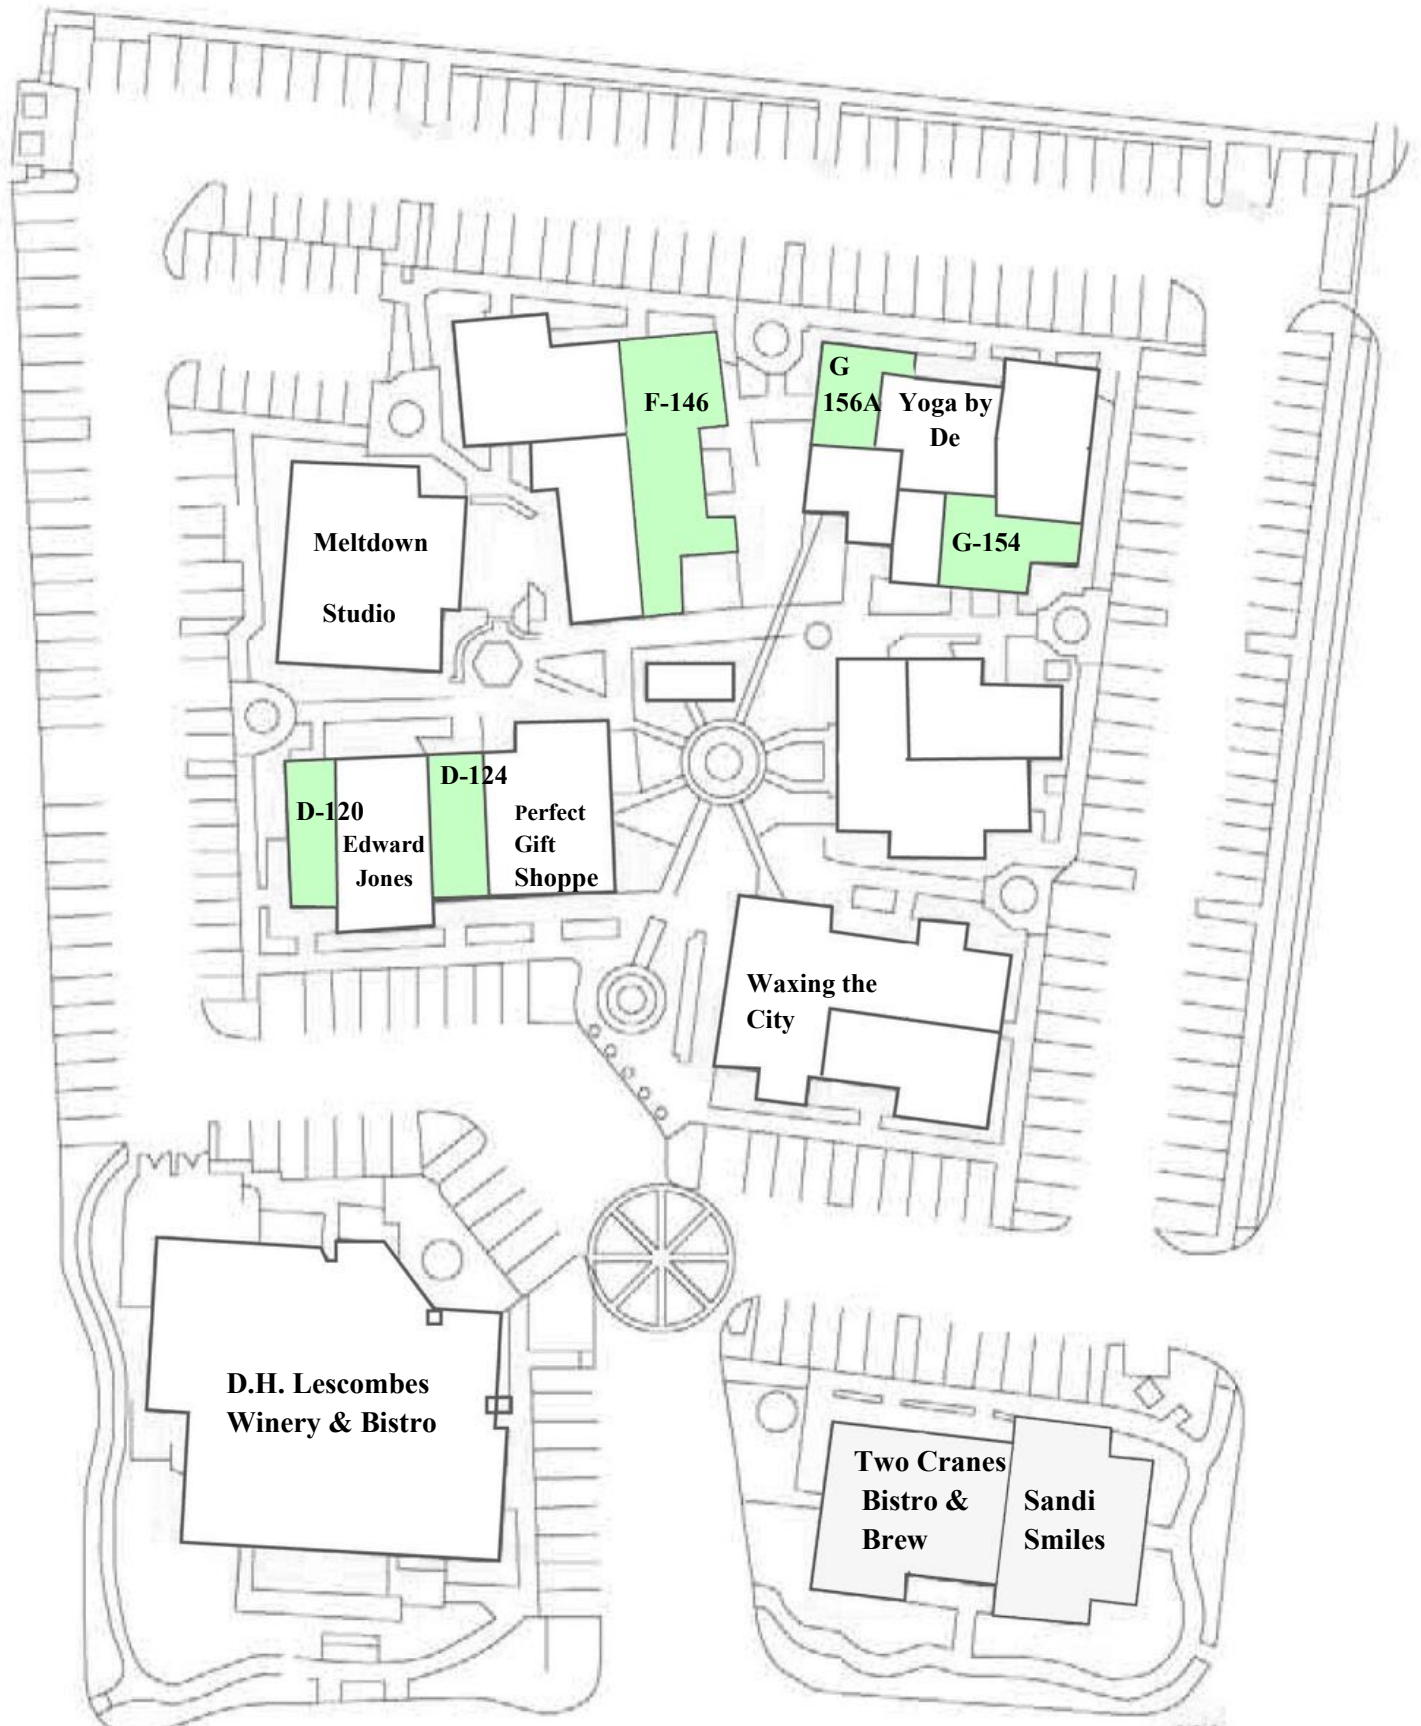 F-146
G
156A
Yoga by
De
Meltdown
Studio
G-154
D-124
D-120
Edward
Jones
Perfect
Gift
Shoppe
Waxing the
City
D.H. Lescombes
Winery & Bistro
Two Cranes
Bistro &
Brew
Sandi
Smiles